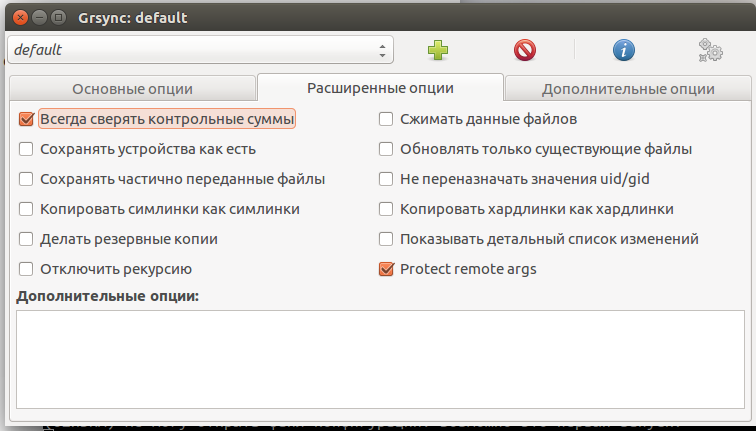 Grsync: default
default
Основные опции
Расширенные опции
Дополнительные опции
Всегда сверять контрольные суммы
Сжимать данные файлов
Сохранять устройства как есть
Обновлять только существующие файлы
Сохранять частично переданные файлы
Не переназначать значения uid/gid
Копировать симлинки как симлинки
Копировать хардлинки как хардлинки
Делать резервные копии
Показывать детальный список изменений
Отключить рекурсию
Protect remote args
Дополнительные опции: